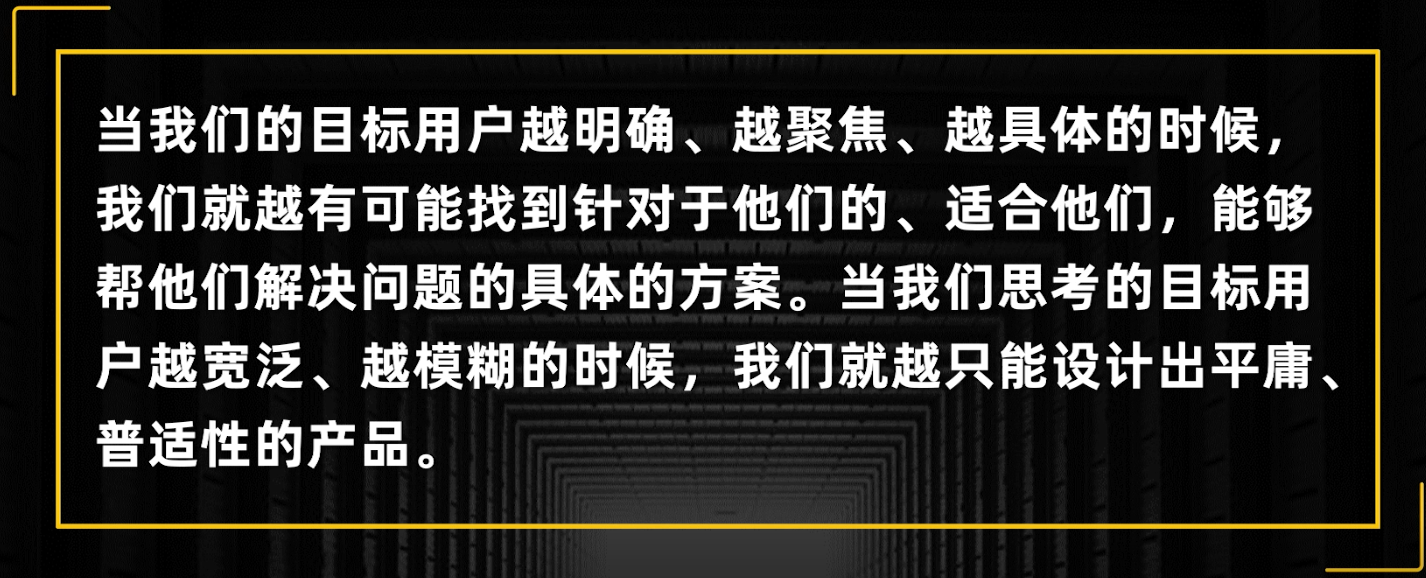 当我们的目标用户越明确、越聚焦、越具体的时候，
我们就越有可能找到针对于他们的、适合他们，能够
帮他们解决问题的具体的方案。当我们思考的目标用
户越宽泛、越模糊的时候，我们就越只能设计出平庸、
普适性的产品。